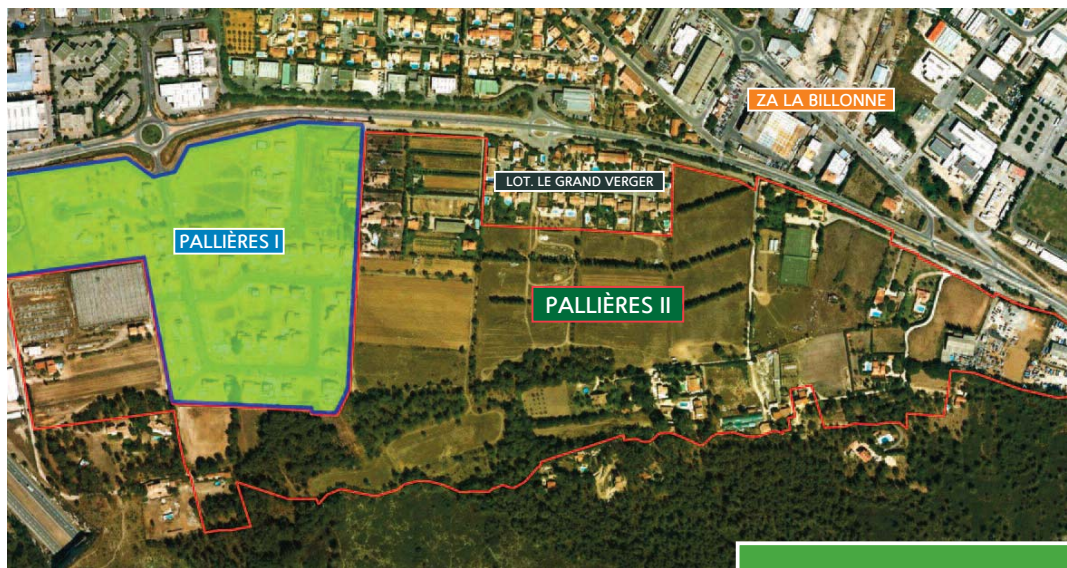 ZA LA BILLONNE
LOT. LE GRAND VERGER
PALLIÈRES I
PALLIÈRES II